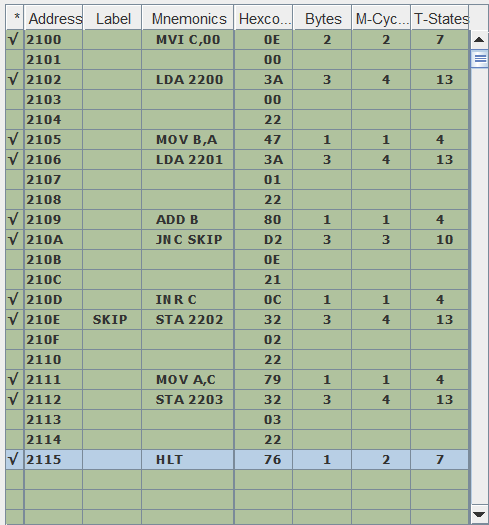 * Address Label Mnemonics Hexco... Bytes M-Cyc... T-States
√ 2100 MVI C,00 0E 2 2 7
2101 00
√ 2102 LDA 2200 3A 3 4 13
2103 00
2104 22
√ 2105 MOV B,A 47 1 1 4
√ 2106 LDA 2201 3A 3 4 13
2107 01
2108 22
√ 2109 ADD B 80 1 1 4
√ 210A JNC SKIP D2 3 3 10
210B 0E
210C 21
√ 210D INR C 0C 1 1 4
√ 210E SKIP STA 2202 32 3 4 13
210F 02
2110 22
√ 2111 MOV A,C 79 1 1 4
√ 2112 STA 2203 32 3 4 13
2113 03
2114 22
√ 2115 HLT 76 1 2 7